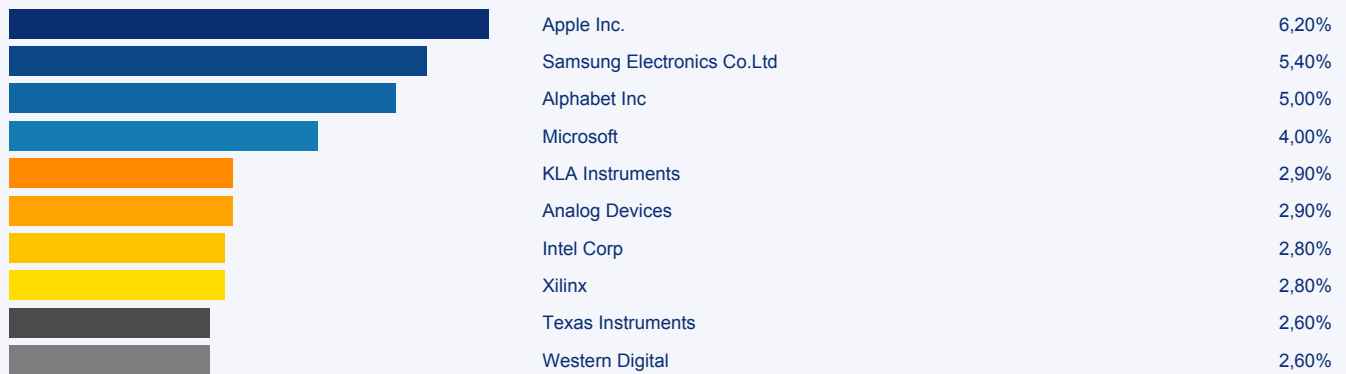 Apple Inc. 6,20%
Samsung Electronics Co.Ltd 5,40%
Alphabet Inc 5,00%
Microsoft 4,00%
KLA Instruments 2,90%
Analog Devices 2,90%
Intel Corp 2,80%
Xilinx 2,80%
Texas Instruments 2,60%
Western Digital 2,60%